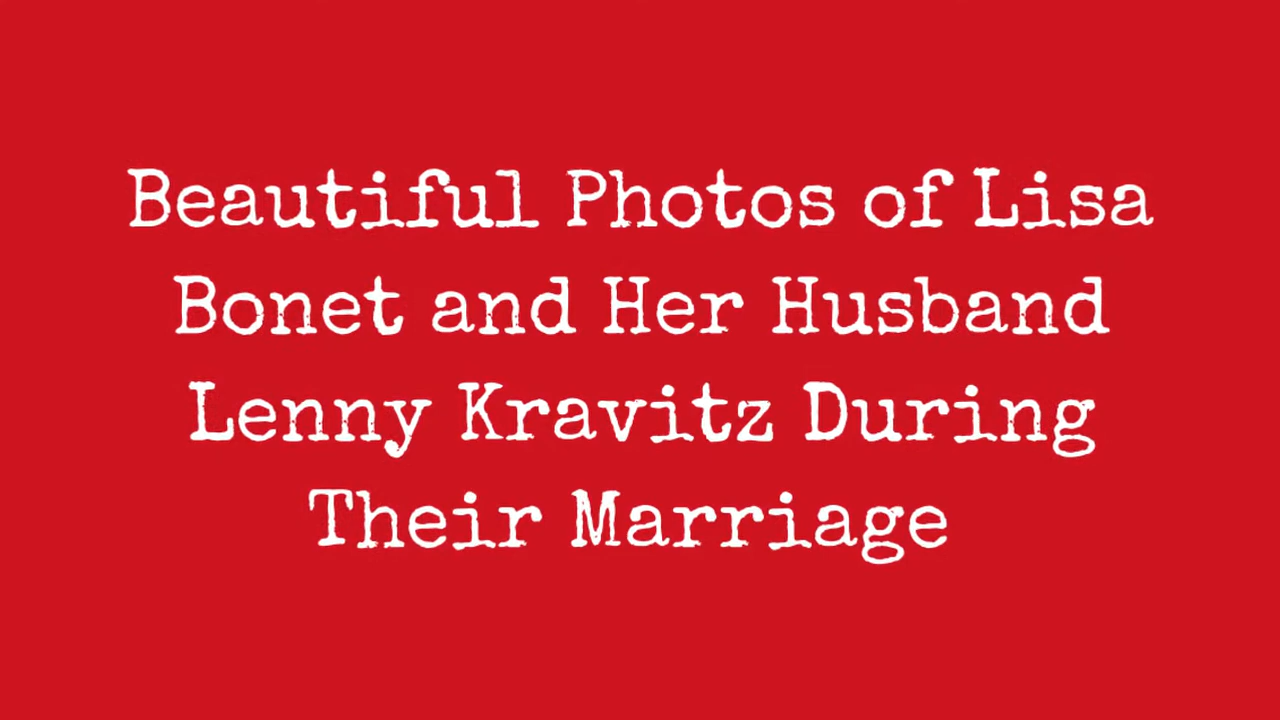 Beautiful Photos of Lisa
Bonet and Her Husband
Lenny Kravitz During
Their Marriage